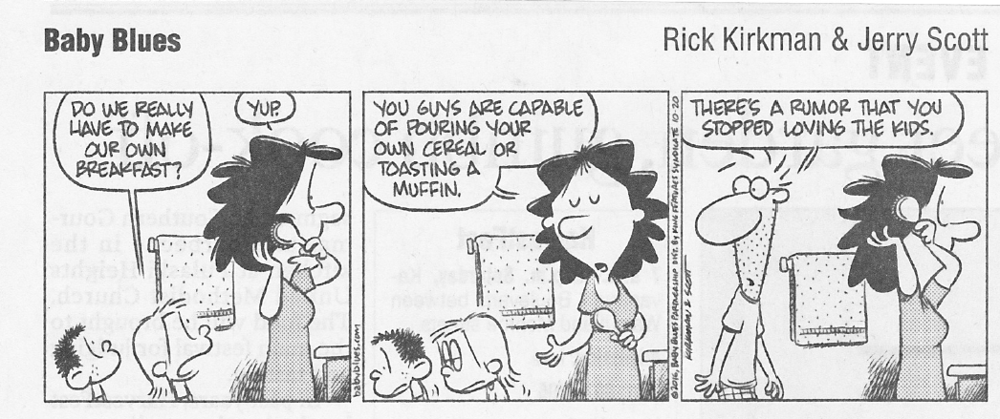 Baby Blues
Rick Kirkman & Jerry Scott
DO WE REALLY
HAVE TO MAKE
OUR OWN
BREAKFAST?
YUP.
babyblues.com
YOU GUYS ARE CAPABLE
OF POURING YOUR
OWN CEREAL OR
TOASTING A
MUFFIN.
©2016, BABY BLUES PARTNERSHIP DIST. BY KING FEATURES SYNDICATE 10-20
KIRKMAN & SCOTT
THERE'S A RUMOR THAT YOU
STOPPED LOVING THE KIDS.